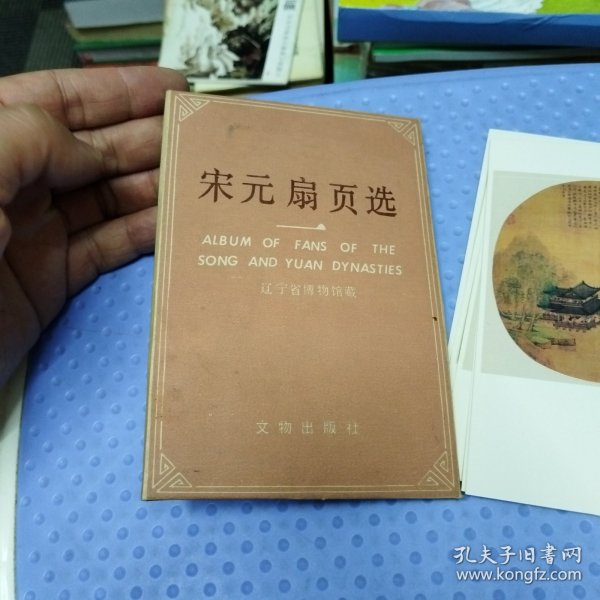 宋元扇页选
一
ALBUM OF FANS OF THE
SONG AND YUAN DYNASTIES
辽宁省博物馆藏
文物出版社
孔夫子旧书网
www.kongfz.com